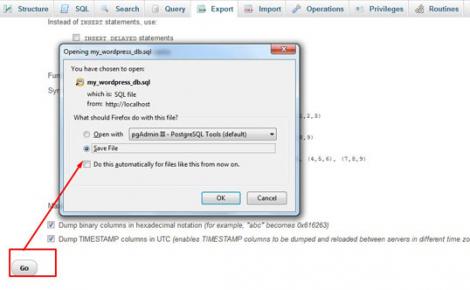 Structure SQL Search Query Export Import Operations Privileges Routines
Instead of INSERT statements, use:
INSERT DELAYED statements
Opening my_wordpress_db.sql
You have chosen to open:
my_wordpress_db.sql
which is: SQL file
from: http://localhost
What should Firefox do with this file?
Open with pgAdmin III - PostgreSQL Tools (default)
Save File
Do this automatically for files like this from now on.
OK Cancel
Fun
Syn
,2,3)
,9)
, (4,5,6), (7,8,9)
Ma
Dump binary columns in hexadecimal notation (for example, "abc" becomes 0x616263)
Dump TIMESTAMP columns in UTC (enables TIMESTAMP columns to be dumped and reloaded between servers in different time zo
Go